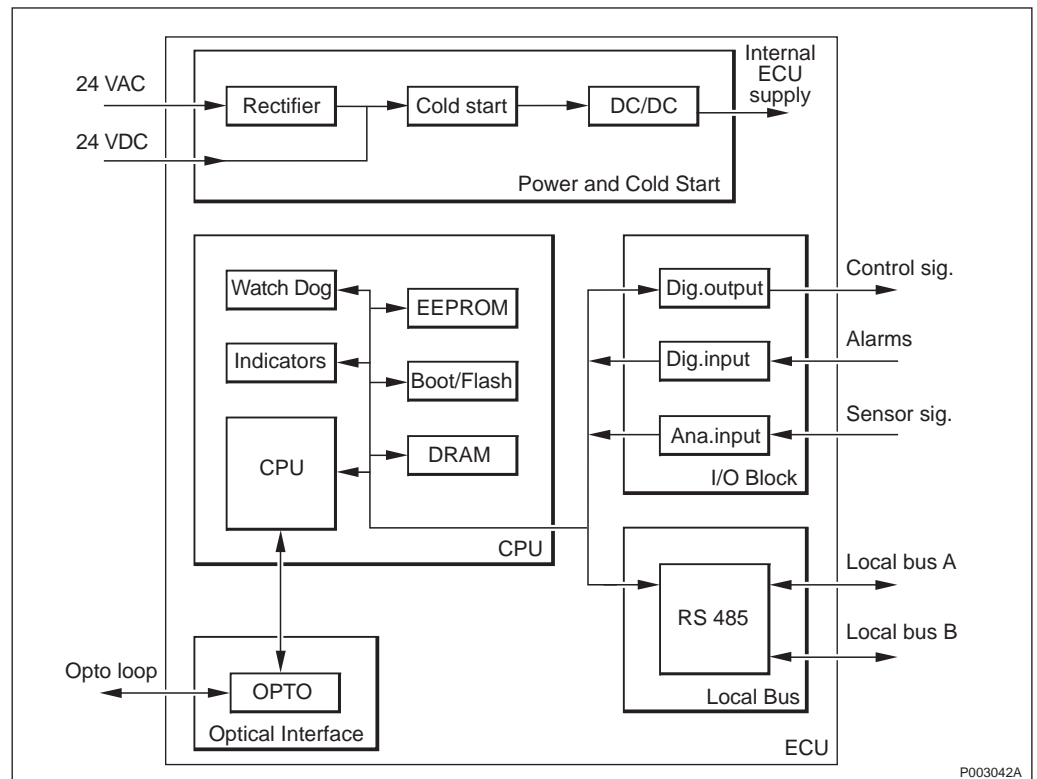 24 VAC
24 VDC
Rectifier
Cold start
DC/DC
Internal
ECU
supply
Power and Cold Start
Watch Dog
EEPROM
Indicators
Boot/Flash
CPU
DRAM
CPU
Dig.output
Control sig.
Dig.input
Alarms
Ana.input
Sensor sig.
I/O Block
RS 485
Local bus A
Local bus B
Local Bus
Opto loop
OPTO
Optical Interface
ECU
P003042A